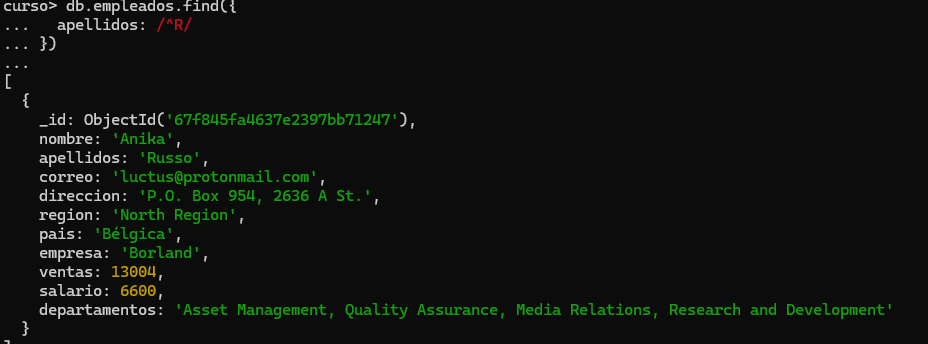 curso> db.empleados.find({
...   apellidos: /^R/
... })
...
[
  {
    _id: ObjectId('67f845fa4637e2397bb71247'),
    nombre: 'Anika',
    apellidos: 'Russo',
    correo: 'luctus@protonmail.com',
    direccion: 'P.O. Box 954, 2636 A St.',
    region: 'North Region',
    pais: 'Bélgica',
    empresa: 'Borland',
    ventas: 13004,
    salario: 6600,
    departamentos: 'Asset Management, Quality Assurance, Media Relations, Research and Development'
  }
]